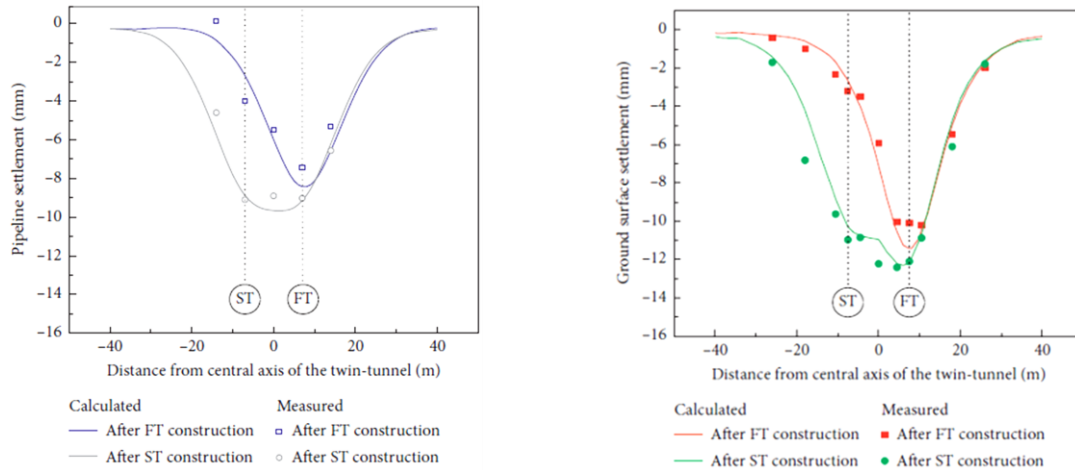 Pipeline settlement (mm)
0
−2
−4
−6
−8
−10
−12
−14
−16
ST
FT
−40
−20
0
20
40
Distance from central axis of the twin-tunnel (m)
Calculated
Measured
After FT construction
After FT construction
After ST construction
After ST construction
Ground surface settlement (mm)
0
−2
−4
−6
−8
−10
−12
−14
−16
ST
FT
−40
−20
0
20
40
Distance from central axis of the twin-tunnel (m)
Calculated
Measured
After FT construction
After FT construction
After ST construction
After ST construction